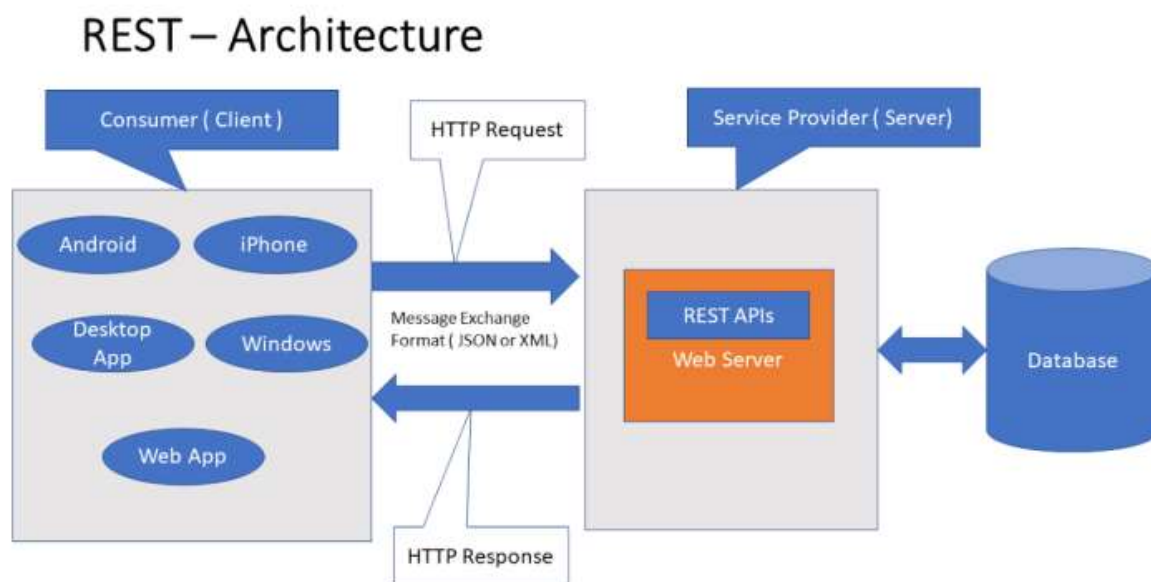 REST – Architecture
Consumer ( Client )
HTTP Request
Service Provider ( Server)
Android
iPhone
Desktop
App
Windows
Web App
Message Exchange
Format ( JSON or XML)
HTTP Response
REST APIs
Web Server
Database